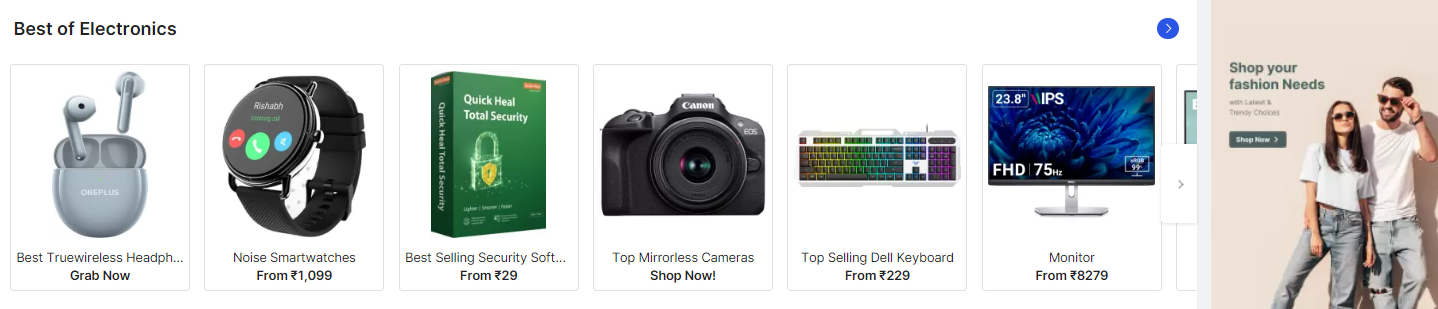 Best of Electronics
ONEPLUS
Best Truewireless Headph...
Grab Now
Rishabh
Incoming call
Noise Smartwatches
From ₹1,099
Quick Heal
Total Security
Quick Heal Total Security
Lighter | Smarter | Faster
Best Selling Security Soft...
From ₹29
Canon
EOS
Top Mirrorless Cameras
Shop Now!
Top Selling Dell Keyboard
From ₹229
23.8" IPS
FHD 75Hz
sRGB
99%
Monitor
From ₹8279
Shop your
fashion Needs
with Latest &
Trendy Choices
Shop Now